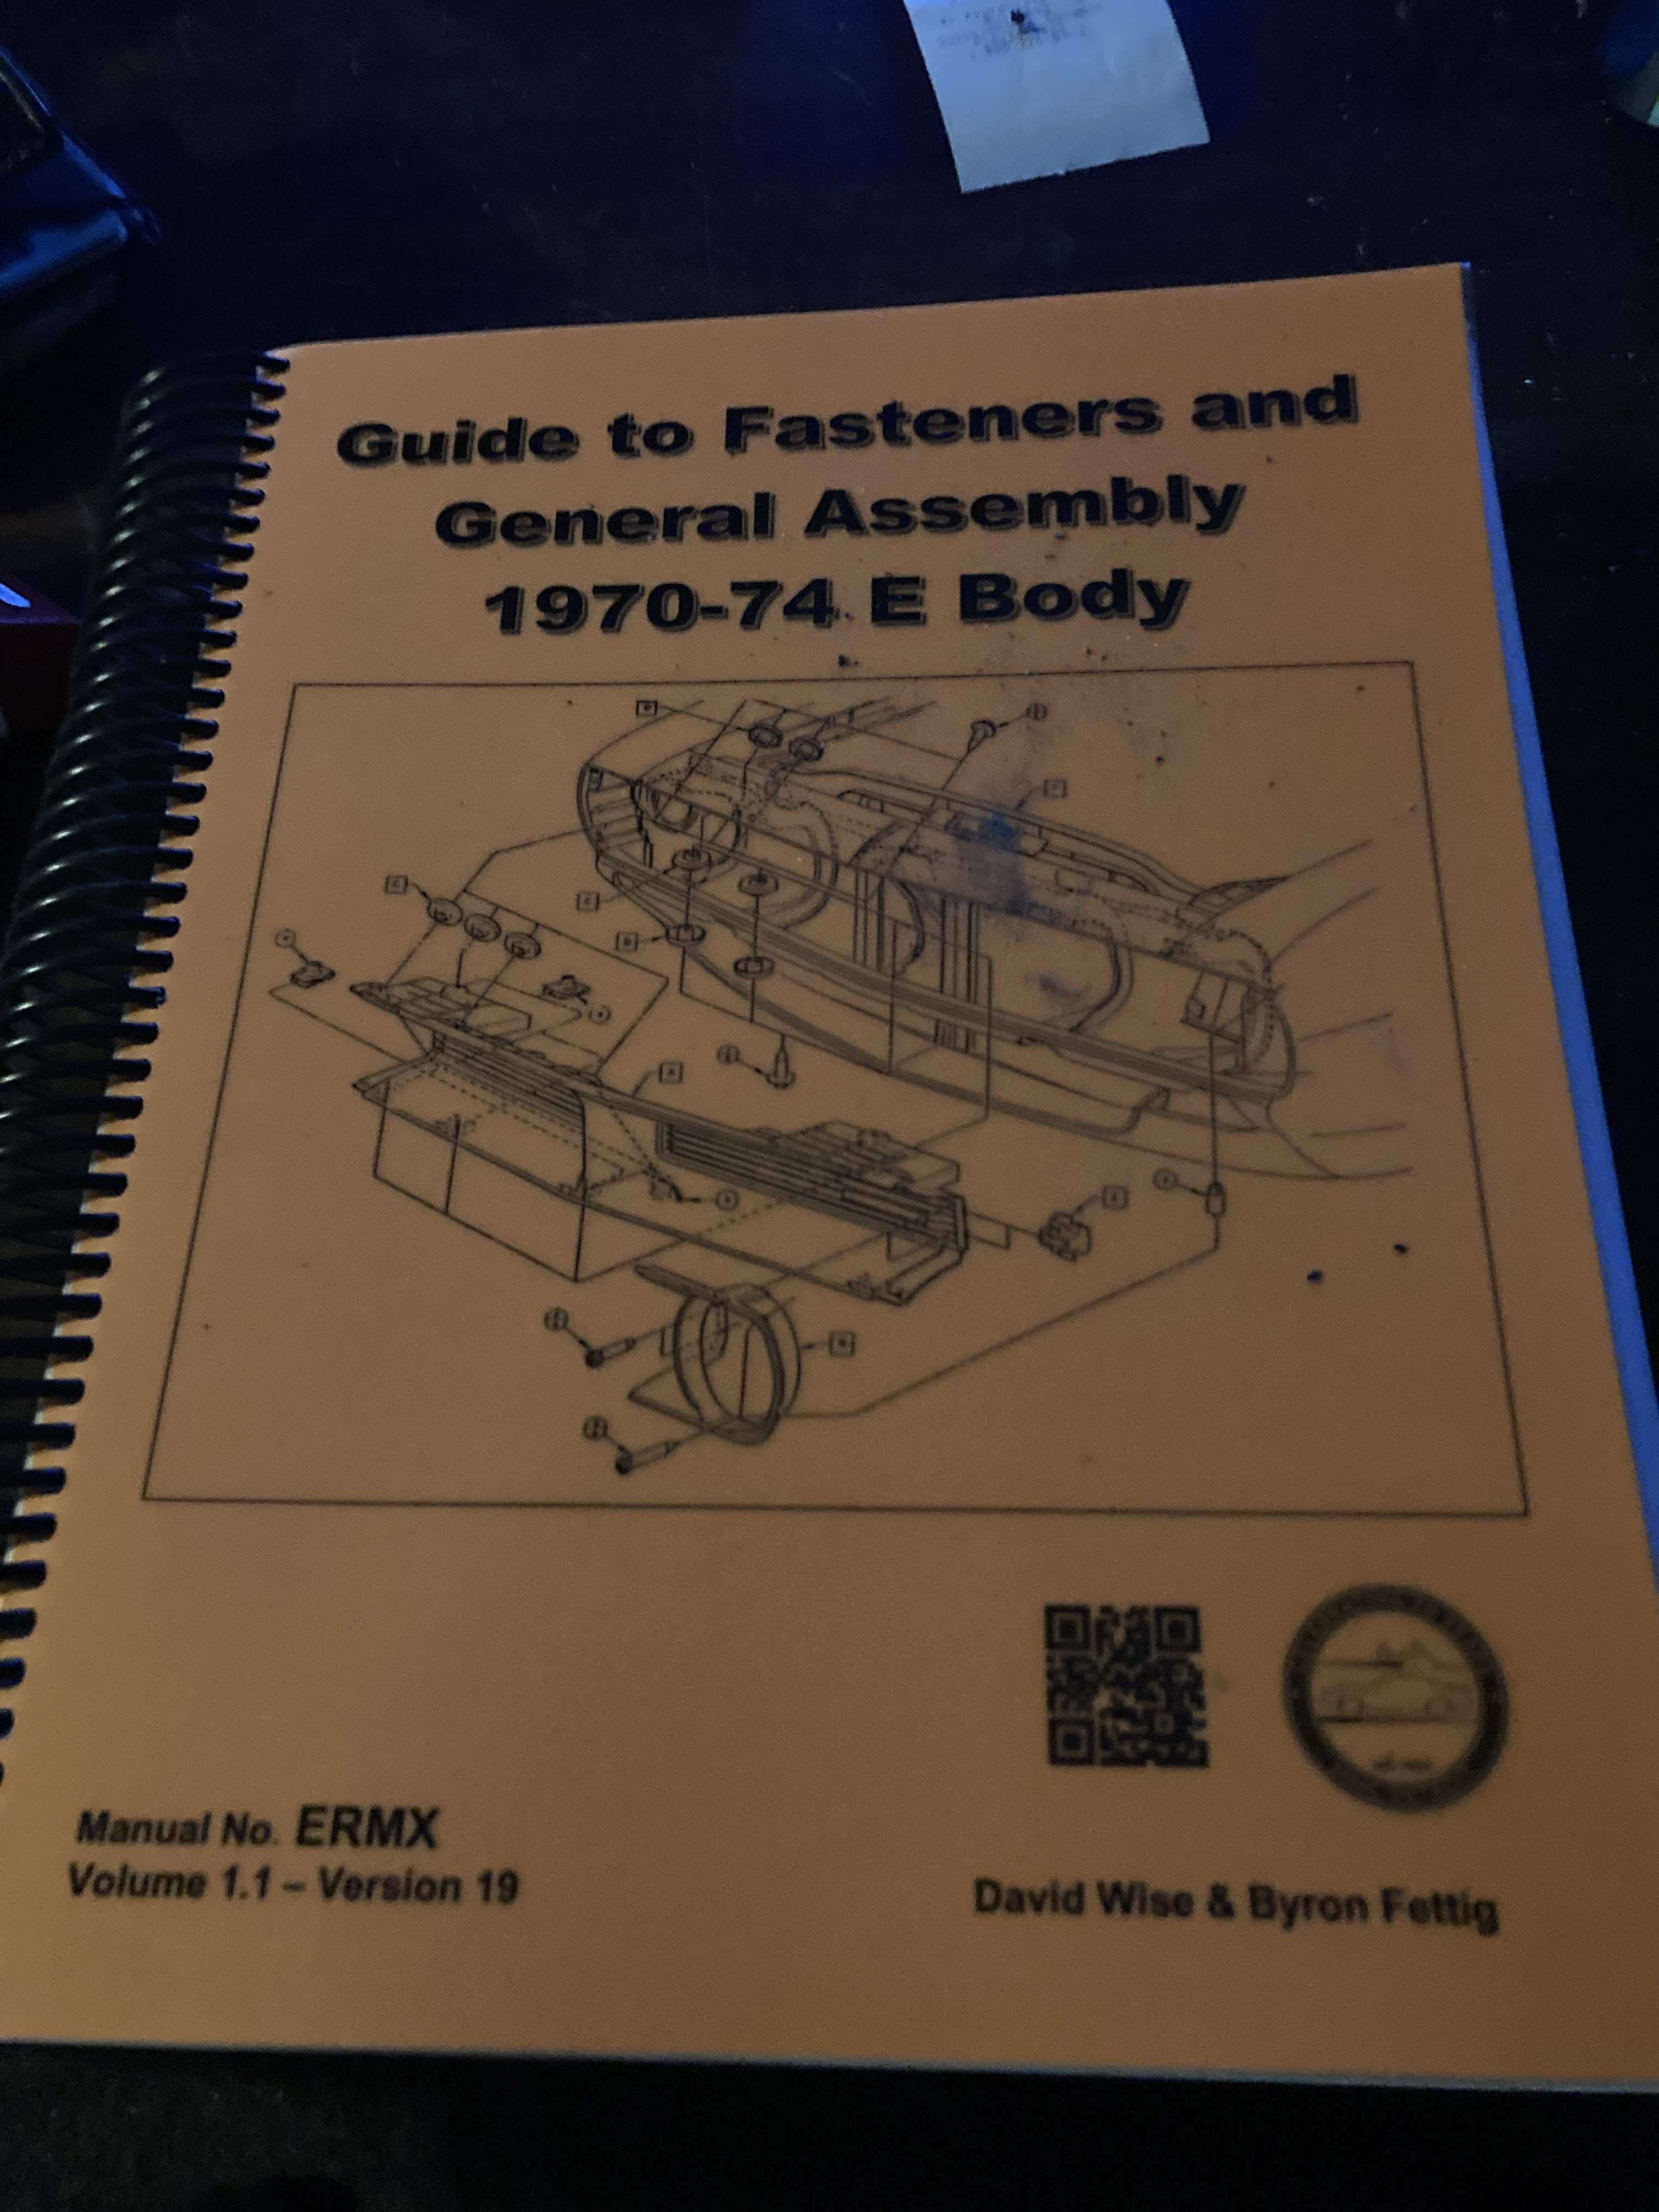 Guide to Fasteners and
General Assembly
1970-74 E Body
Manual No. ERMX
Volume 1.1 – Version 19
David Wise & Byron Fettig